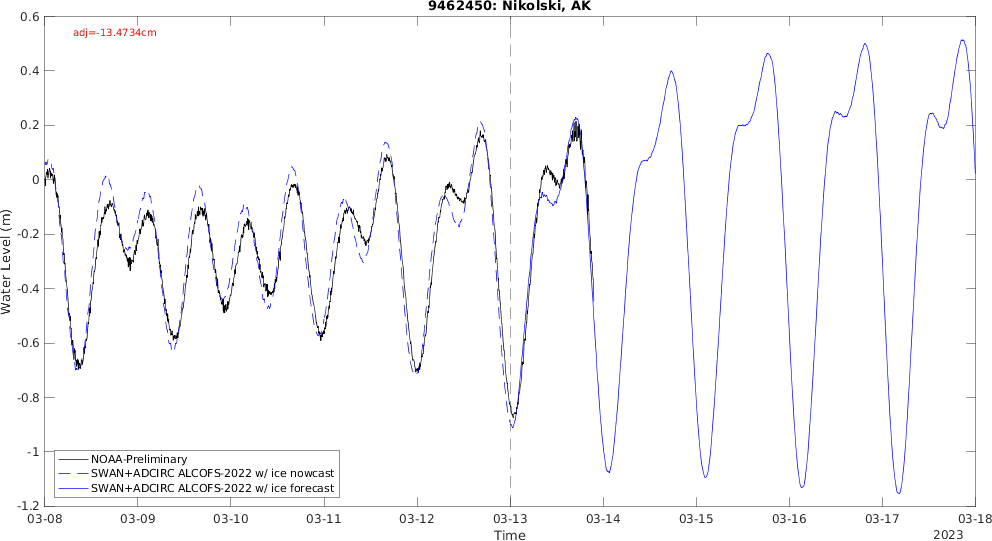 9462450: Nikolski, AK
adj=-13.4734cm
Water Level (m)
0.6
0.4
0.2
0
-0.2
-0.4
-0.6
-0.8
-1
-1.2
NOAA-Preliminary
SWAN+ADCIRC ALCOFS-2022 w/ ice nowcast
SWAN+ADCIRC ALCOFS-2022 w/ ice forecast
03-08 03-09 03-10 03-11 03-12 03-13 03-14 03-15 03-16 03-17 03-18
Time
2023